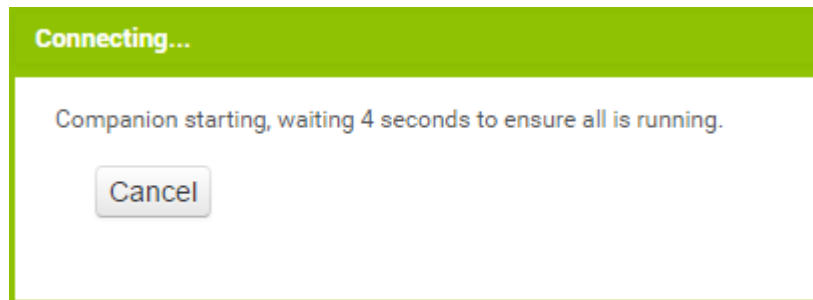 Connecting...
Companion starting, waiting 4 seconds to ensure all is running.
Cancel